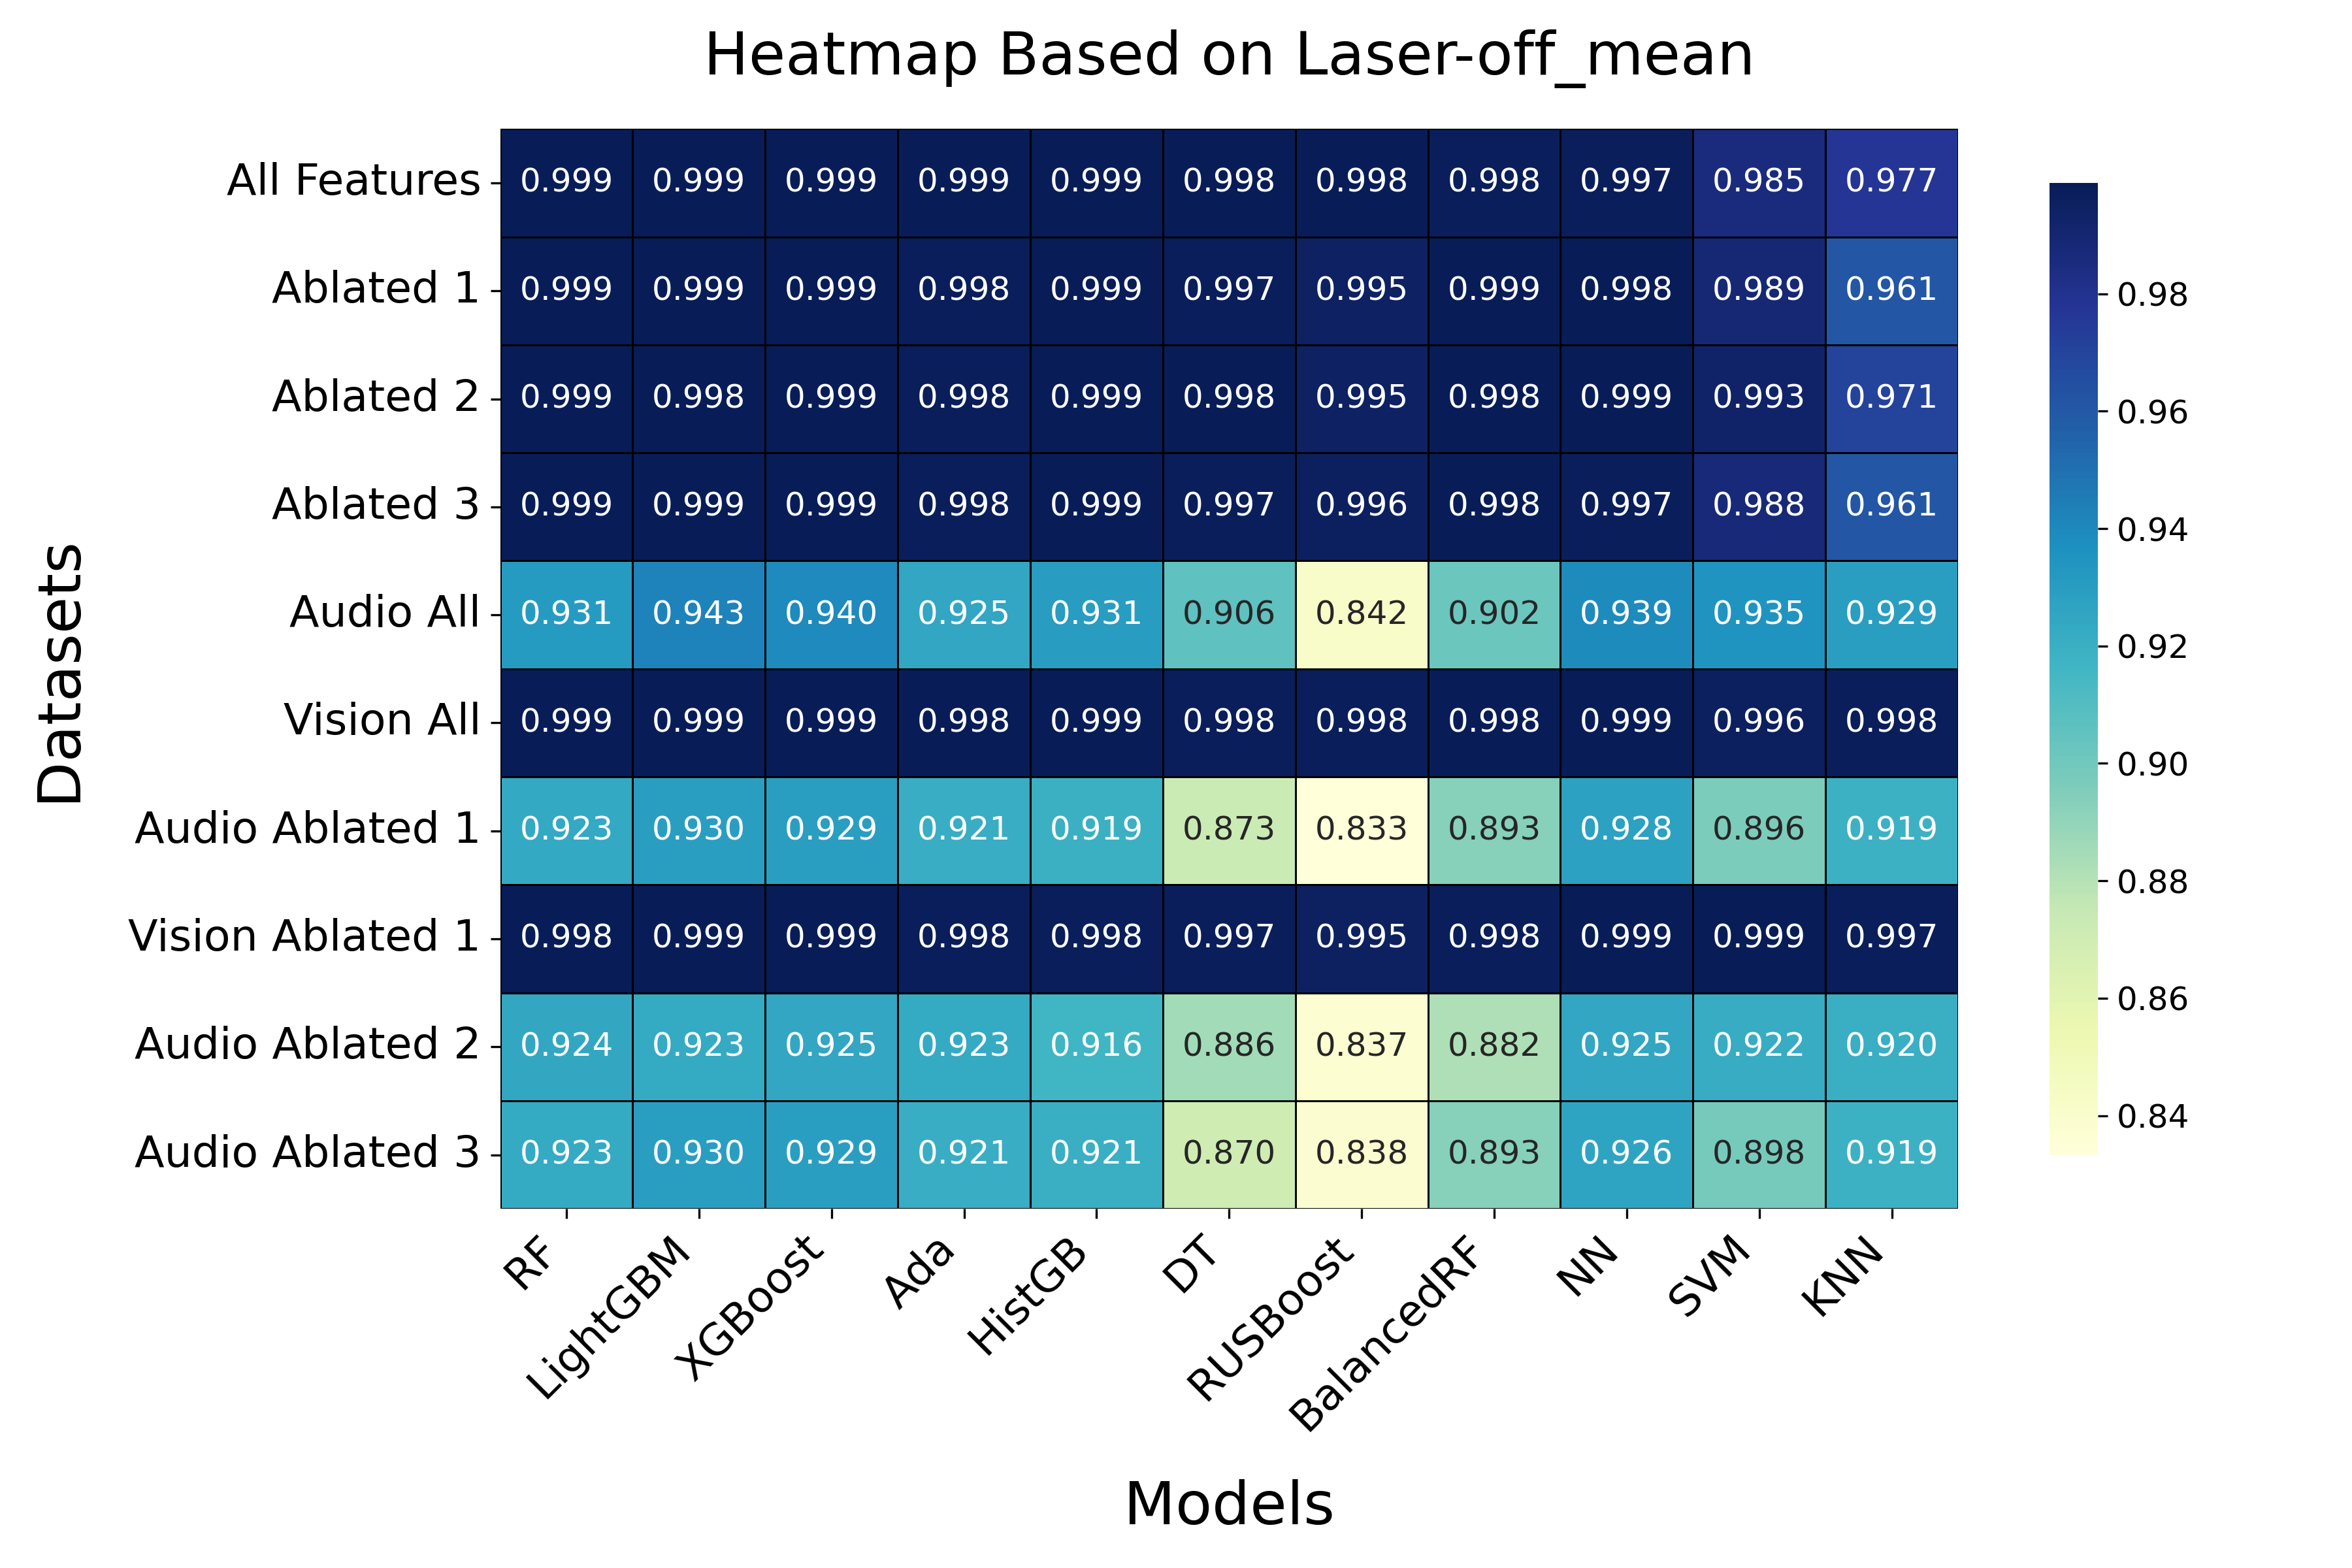 Heatmap Based on Laser-off_mean
Datasets
All Features 0.999 0.999 0.999 0.999 0.999 0.998 0.998 0.998 0.997 0.985 0.977
Ablated 1 0.999 0.999 0.999 0.998 0.999 0.997 0.995 0.999 0.998 0.989 0.961
Ablated 2 0.999 0.998 0.999 0.998 0.999 0.998 0.995 0.998 0.999 0.993 0.971
Ablated 3 0.999 0.999 0.999 0.998 0.999 0.997 0.996 0.998 0.997 0.988 0.961
Audio All 0.931 0.943 0.940 0.925 0.931 0.906 0.842 0.902 0.939 0.935 0.929
Vision All 0.999 0.999 0.999 0.998 0.999 0.998 0.998 0.998 0.999 0.996 0.998
Audio Ablated 1 0.923 0.930 0.929 0.921 0.919 0.873 0.833 0.893 0.928 0.896 0.919
Vision Ablated 1 0.998 0.999 0.999 0.998 0.998 0.997 0.995 0.998 0.999 0.999 0.997
Audio Ablated 2 0.924 0.923 0.925 0.923 0.916 0.886 0.837 0.882 0.925 0.922 0.920
Audio Ablated 3 0.923 0.930 0.929 0.921 0.921 0.870 0.838 0.893 0.926 0.898 0.919
RF LightGBM XGBoost Ada HistGB DT RUSBoost BalancedRF NN SVM KNN
Models
0.98
0.96
0.94
0.92
0.90
0.88
0.86
0.84